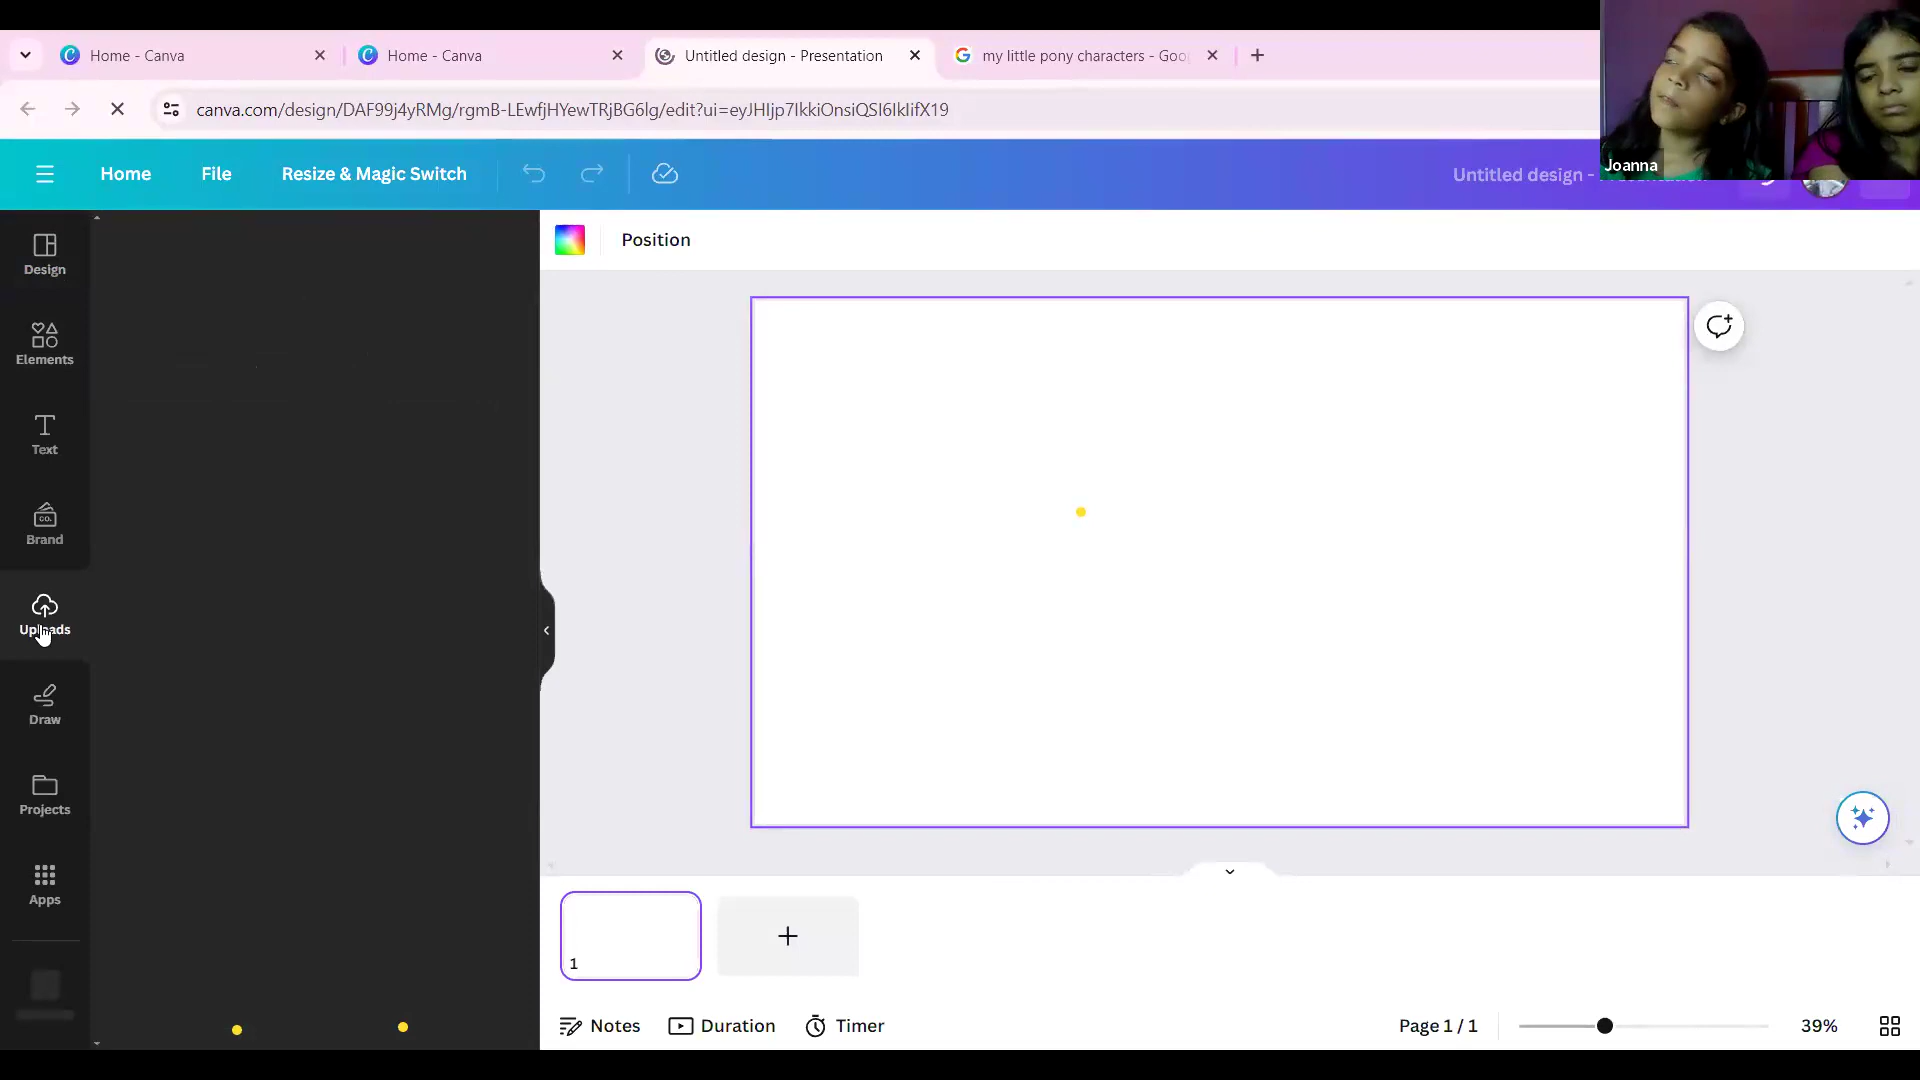 Home - Canva
Home - Canva
Untitled design - Presentation
my little pony characters - Goo
canva.com/design/DAF99j4yRMg/rgmB-LEwfjHYewTRjBG6lg/edit?ui=eyJHIjp7IkkiOnsiQSI6IkIifX19
Joanna
Home
File
Resize & Magic Switch
Untitled design -
Design
Elements
Text
Brand
CO.
Uploads
Draw
Projects
Apps
Position
1
Notes
Duration
Timer
Page 1 / 1
39%